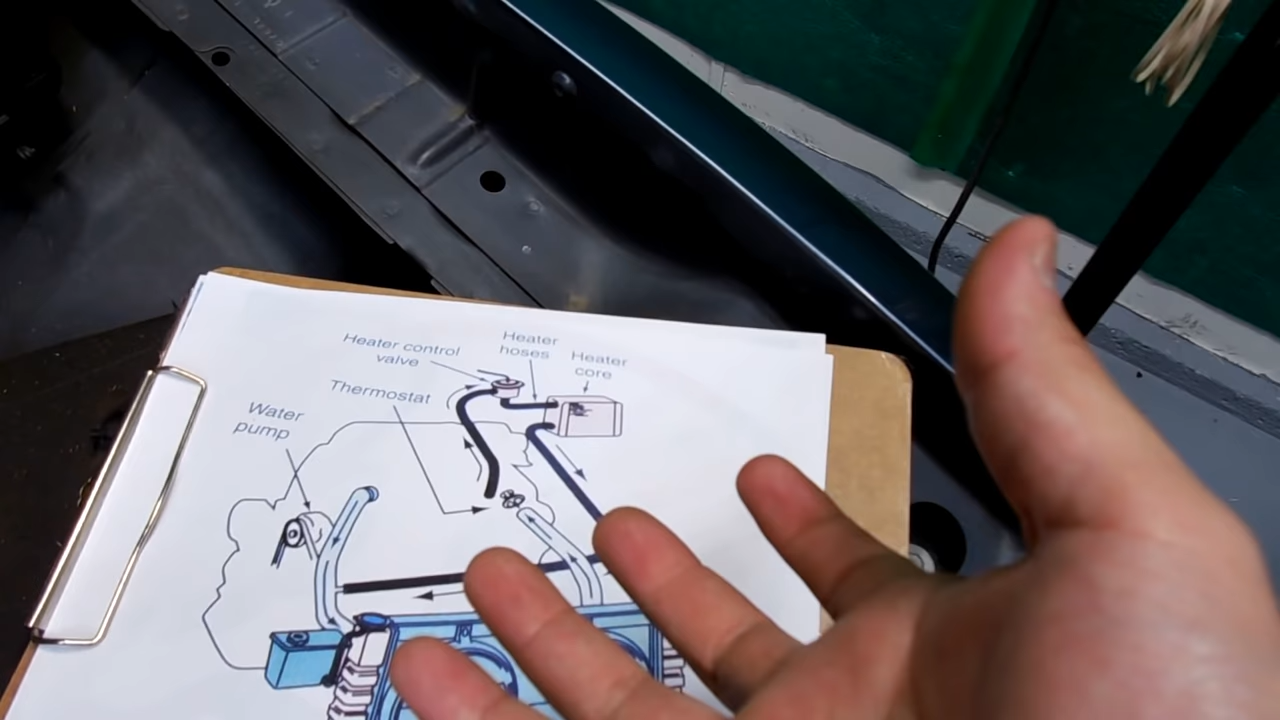 Heater control
valve
Heater
hoses
Heater
core
Thermostat
Water
pump